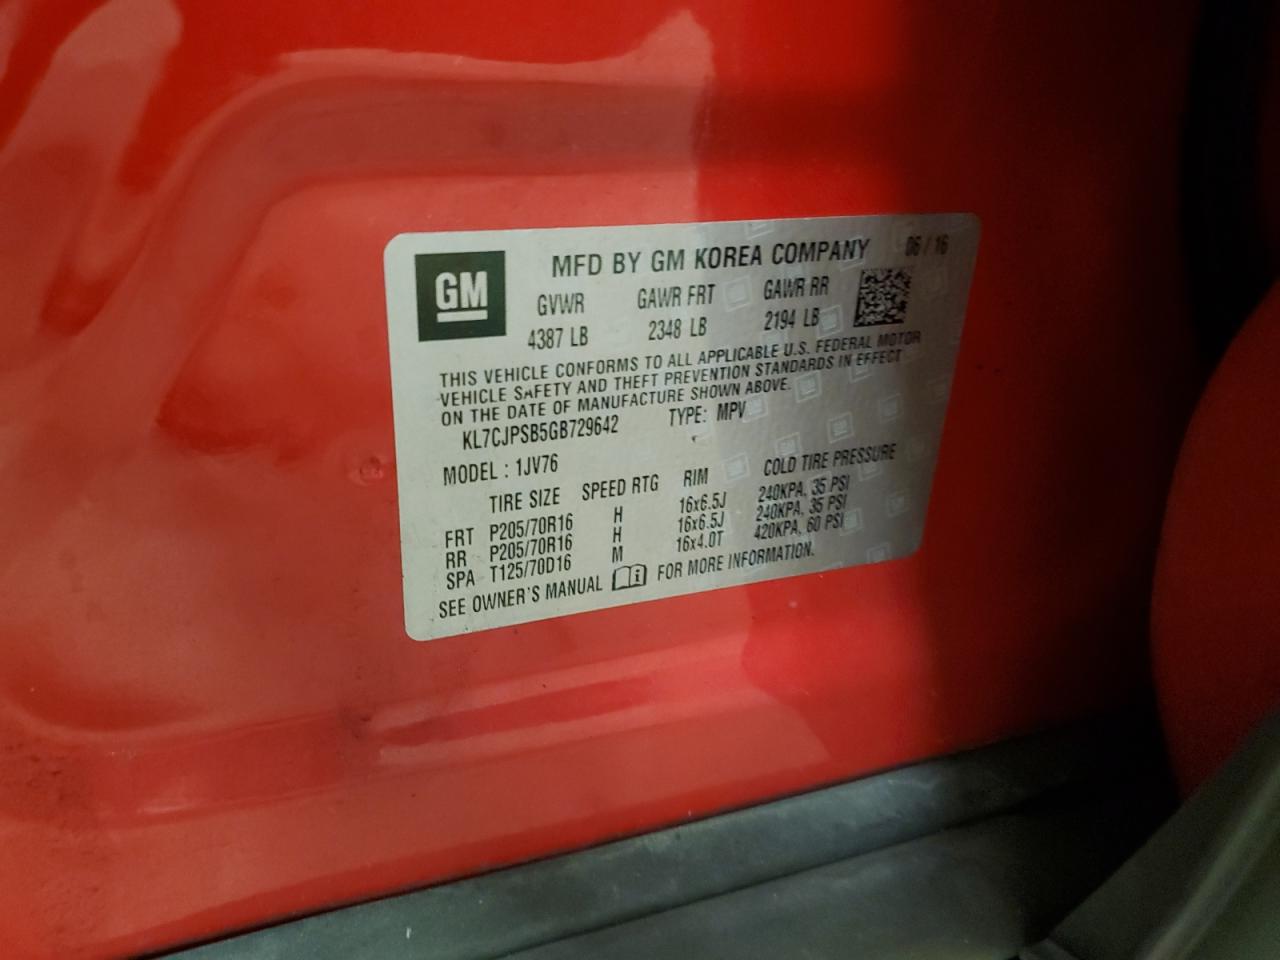 GM
MFD BY GM KOREA COMPANY 06 / 16
GVWR GAWR FRT GAWR RR
4387 LB 2348 LB 2194 LB
THIS VEHICLE CONFORMS TO ALL APPLICABLE U.S. FEDERAL MOTOR
VEHICLE SAFETY AND THEFT PREVENTION STANDARDS IN EFFECT
ON THE DATE OF MANUFACTURE SHOWN ABOVE.
KL7CJPSB5GB729642 TYPE: MPV
MODEL : 1JV76
TIRE SIZE SPEED RTG RIM COLD TIRE PRESSURE
FRT P205/70R16 H 16x6.5J 240KPA, 35 PSI
RR P205/70R16 H 16x6.5J 240KPA, 35 PSI
SPA T125/70D16 M 16x4.0T 420KPA, 60 PSI
SEE OWNER'S MANUAL FOR MORE INFORMATION.